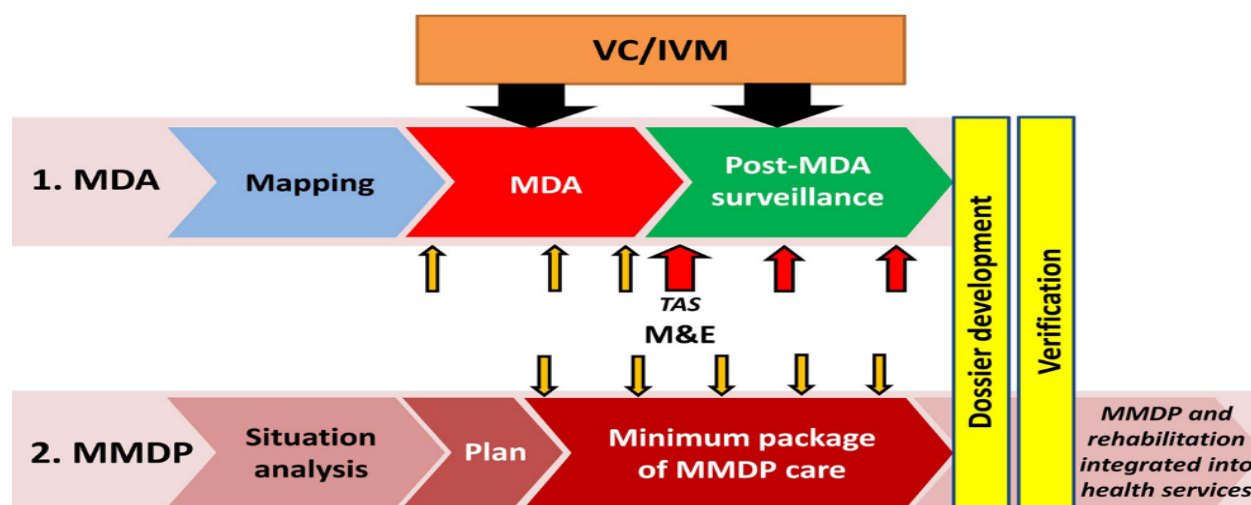 VC/IVM
1. MDA
Mapping
MDA
Post-MDA
surveillance
TAS
M&E
Dossier development
Verification
2. MMDP
Situation
analysis
Plan
Minimum package
of MMDP care
MMDP and
rehabilitation
integrated into
health services